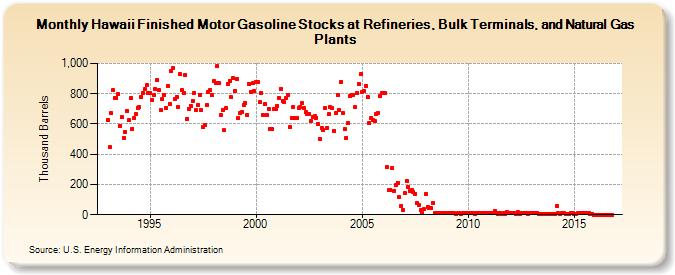 Monthly Hawaii Finished Motor Gasoline Stocks at Refineries, Bulk Terminals, and Natural Gas
Plants
Thousand Barrels
1,000
800
600
400
200
0
1995
2000
2005
2010
2015
Source: U.S. Energy Information Administration